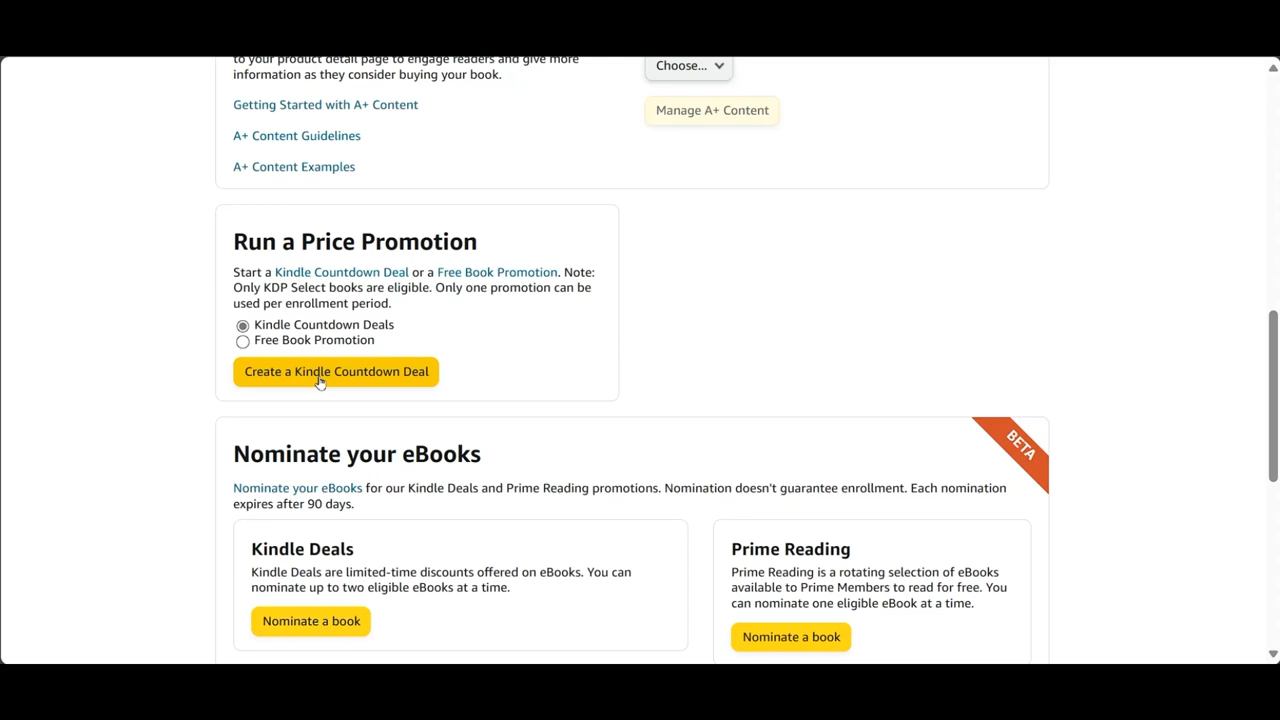 to your product detail page to engage readers and give more
information as they consider buying your book.
Choose...
Getting Started with A+ Content
Manage A+ Content
A+ Content Guidelines
A+ Content Examples
Run a Price Promotion
Start a Kindle Countdown Deal or a Free Book Promotion. Note:
Only KDP Select books are eligible. Only one promotion can be
used per enrollment period.
Kindle Countdown Deals
Free Book Promotion
Create a Kindle Countdown Deal
BETA
Nominate your eBooks
Nominate your eBooks for our Kindle Deals and Prime Reading promotions. Nomination doesn't guarantee enrollment. Each nomination
expires after 90 days.
Kindle Deals
Kindle Deals are limited-time discounts offered on eBooks. You can
nominate up to two eligible eBooks at a time.
Nominate a book
Prime Reading
Prime Reading is a rotating selection of eBooks
available to Prime Members to read for free. You
can nominate one eligible eBook at a time.
Nominate a book